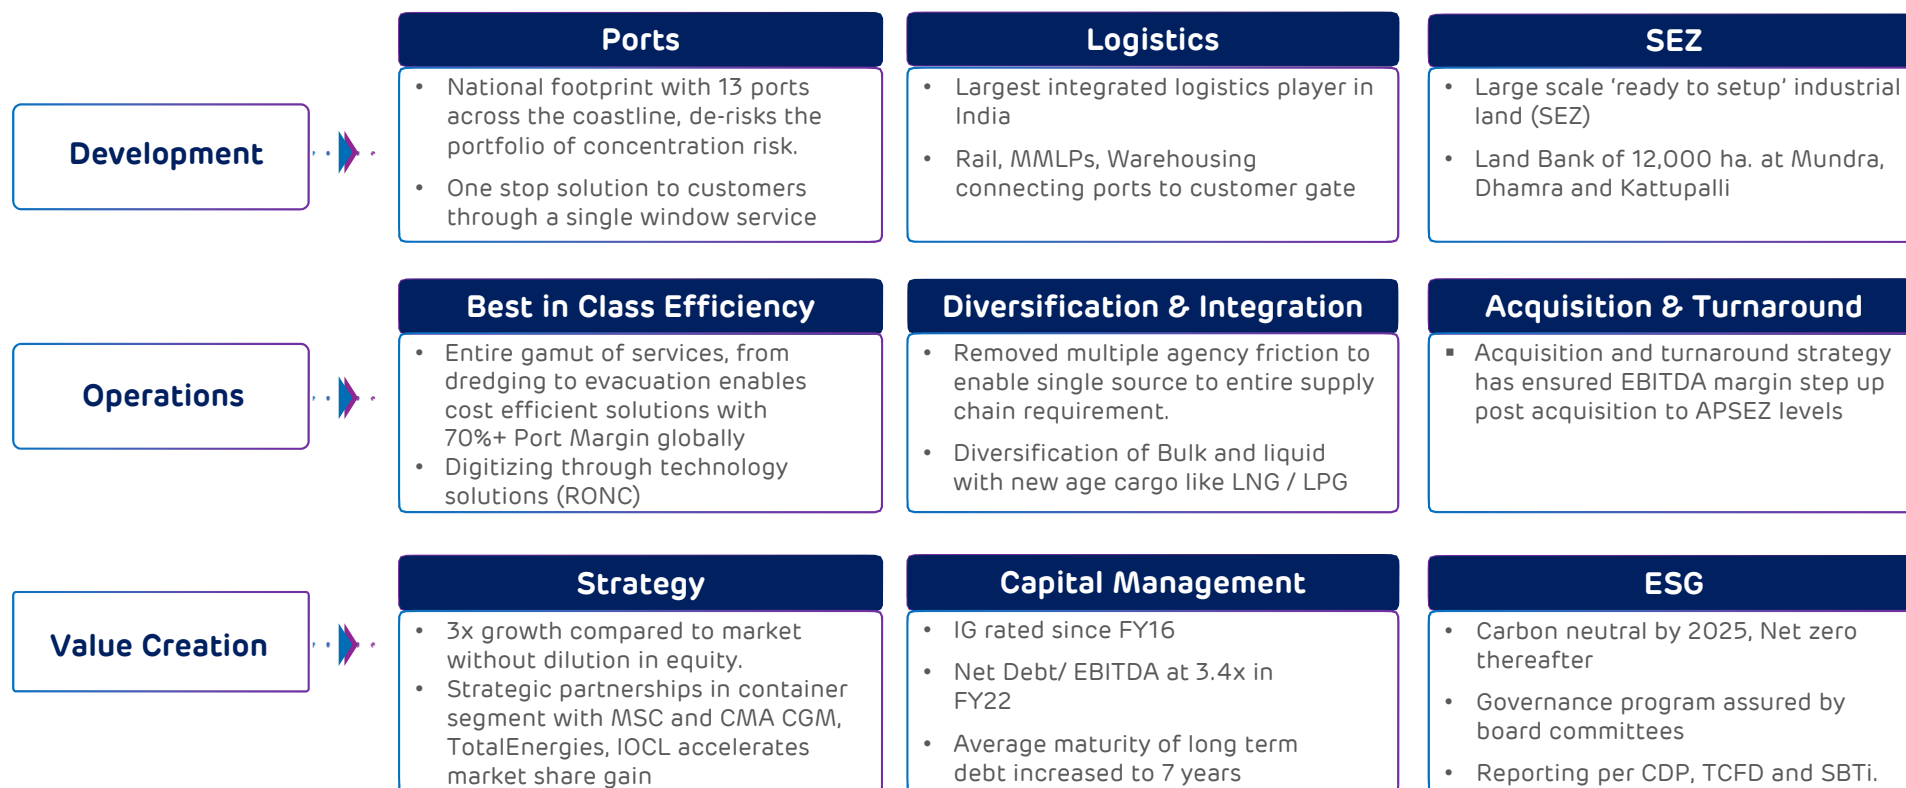 Development
Ports
• National footprint with 13 ports
across the coastline, de-risks the
portfolio of concentration risk.
• One stop solution to customers
through a single window service
Logistics
• Largest integrated logistics player in
India
• Rail, MMLPs, Warehousing
connecting ports to customer gate
SEZ
• Large scale ‘ready to setup’ industrial
land (SEZ)
• Land Bank of 12,000 ha. at Mundra,
Dhamra and Kattupalli
Operations
Best in Class Efficiency
• Entire gamut of services, from
dredging to evacuation enables
cost efficient solutions with
70%+ Port Margin globally
• Digitizing through technology
solutions (RONC)
Diversification & Integration
• Removed multiple agency friction to
enable single source to entire supply
chain requirement.
• Diversification of Bulk and liquid
with new age cargo like LNG / LPG
Acquisition & Turnaround
▪ Acquisition and turnaround strategy
has ensured EBITDA margin step up
post acquisition to APSEZ levels
Value Creation
Strategy
• 3x growth compared to market
without dilution in equity.
• Strategic partnerships in container
segment with MSC and CMA CGM,
TotalEnergies, IOCL accelerates
market share gain
Capital Management
• IG rated since FY16
• Net Debt/ EBITDA at 3.4x in
FY22
• Average maturity of long term
debt increased to 7 years
ESG
• Carbon neutral by 2025, Net zero
thereafter
• Governance program assured by
board committees
• Reporting per CDP, TCFD and SBTi.